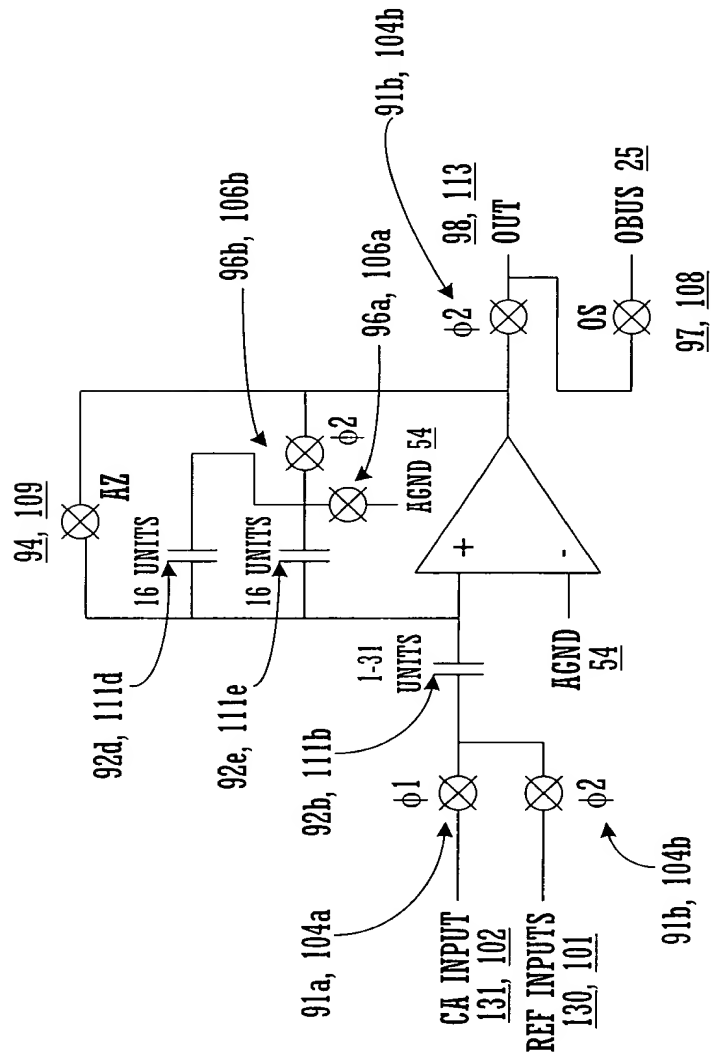 94, 109
AZ
16 UNITS
92d, 111d
16 UNITS
92e, 111e
96b, 106b
ϕ2
96a, 106a
AGND 54
1-31
UNITS
92b, 111b
+
-
AGND
54
ϕ2
91b, 104b
98, 113
OUT
OS
OBUS 25
97, 108
ϕ1
91a, 104a
CA INPUT
131, 102
REF INPUTS
130, 101
ϕ2
91b, 104b